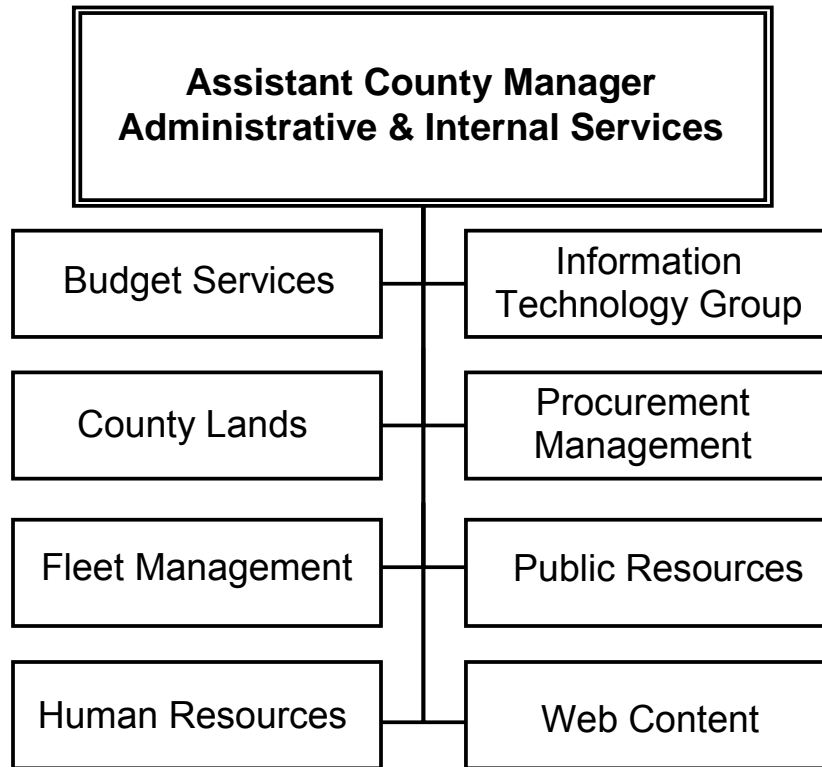 Assistant County Manager
Administrative & Internal Services
Budget Services
Information
Technology Group
County Lands
Procurement
Management
Fleet Management
Public Resources
Human Resources
Web Content